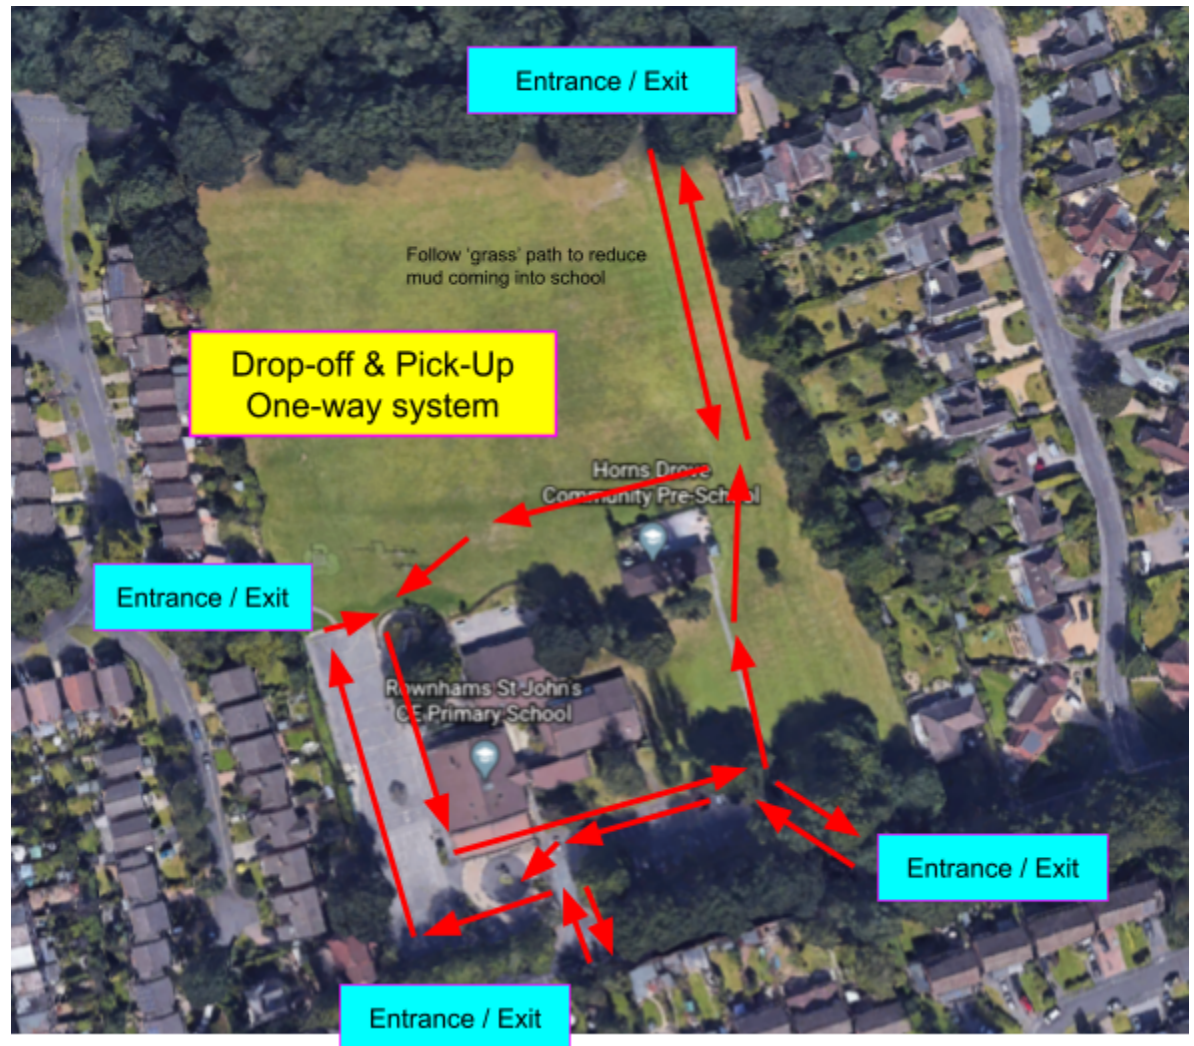 Entrance / Exit
Follow 'grass' path to reduce
mud coming into school
Drop-off & Pick-Up
One-way system
Horns Drove
Community Pre-School
Entrance / Exit
Rownhams St John's
CE Primary School
Entrance / Exit
Entrance / Exit